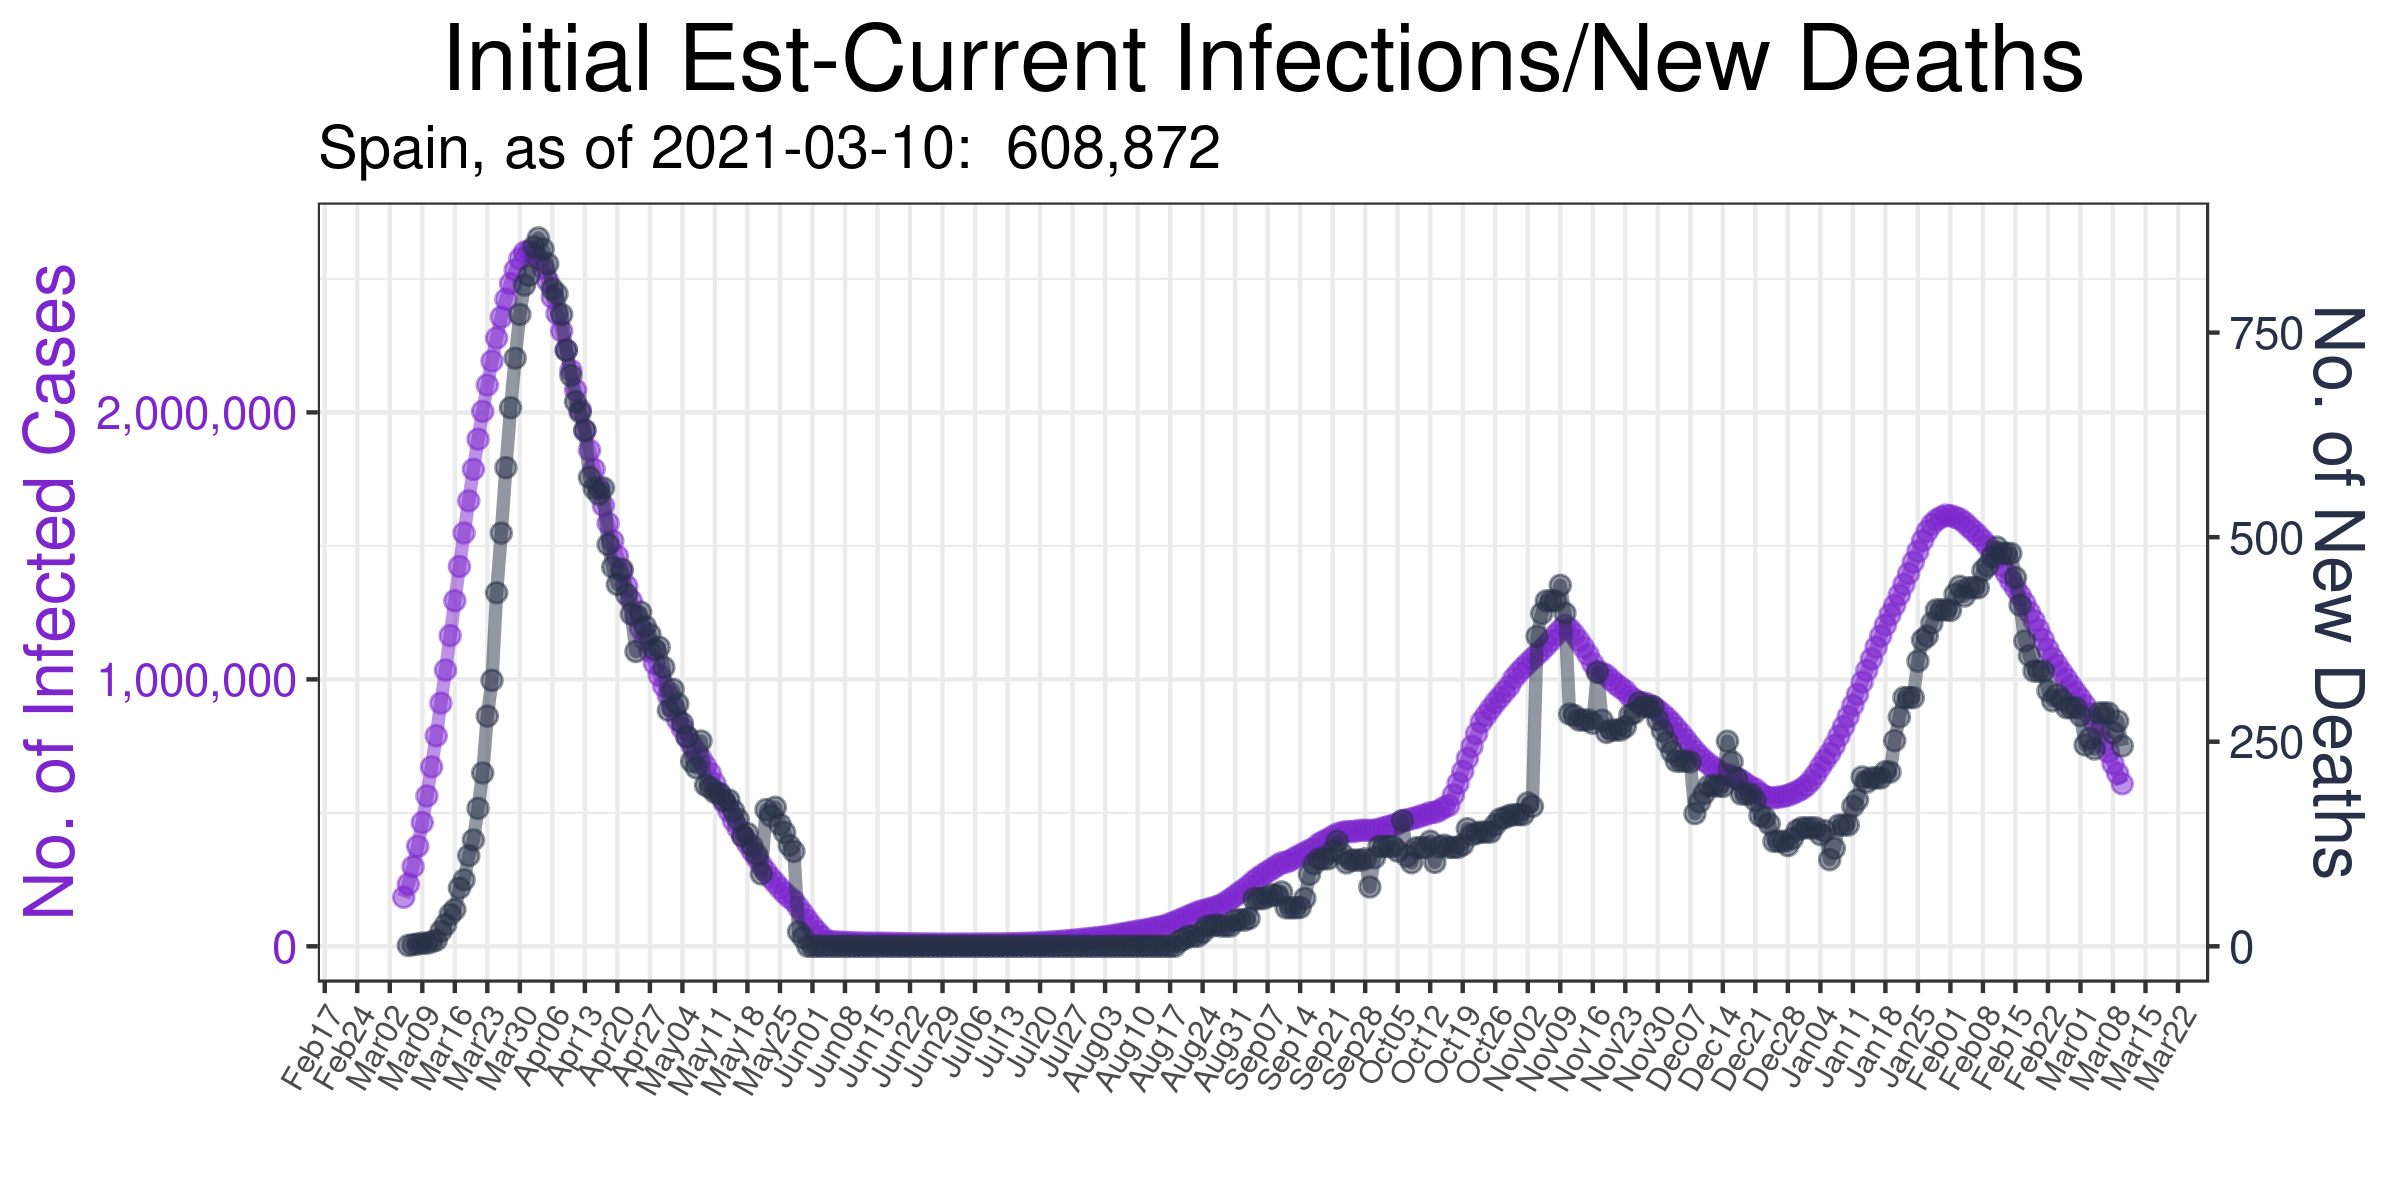 Initial Est-Current Infections/New Deaths
Spain, as of 2021-03-10:  608,872
No. of Infected Cases
2,000,000
1,000,000
0
750
500
250
0
No. of New Deaths
Feb17
Feb24
Mar02
Mar09
Mar16
Mar23
Mar30
Apr06
Apr13
Apr20
Apr27
May04
May11
May18
May25
Jun01
Jun08
Jun15
Jun22
Jun29
Jul06
Jul13
Jul20
Jul27
Aug03
Aug10
Aug17
Aug24
Aug31
Sep07
Sep14
Sep21
Sep28
Oct05
Oct12
Oct19
Oct26
Nov02
Nov09
Nov16
Nov23
Nov30
Dec07
Dec14
Dec21
Dec28
Jan04
Jan11
Jan18
Jan25
Feb01
Feb08
Feb15
Feb22
Mar01
Mar08
Mar15
Mar22